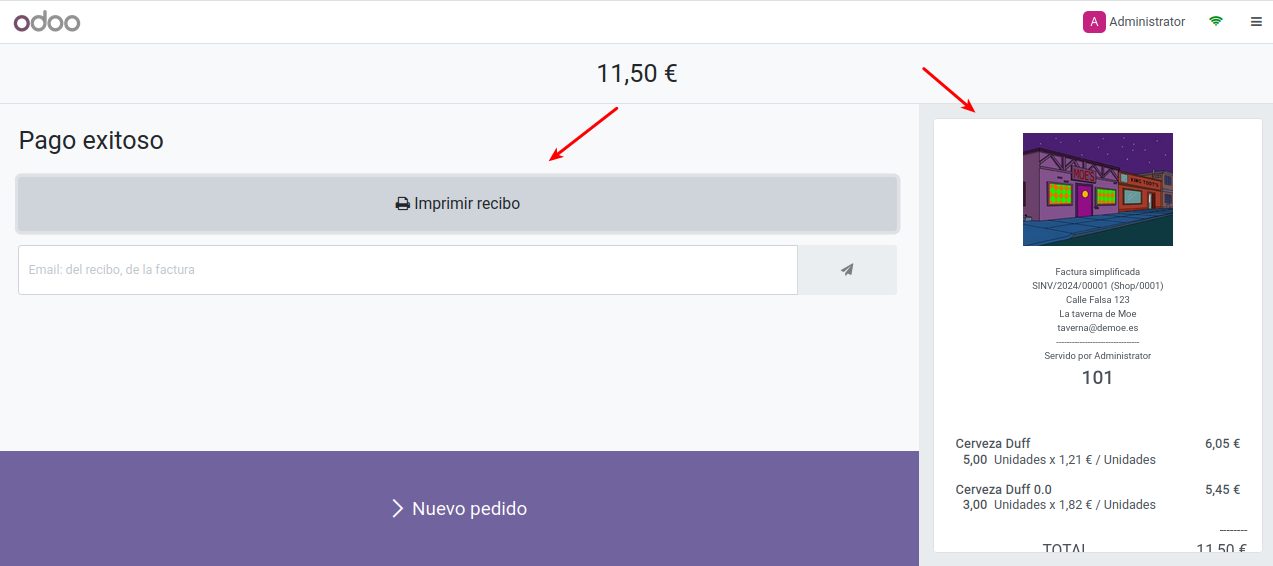 odoo
A Administrator
11,50 €
Pago exitoso
Imprimir recibo
Email: del recibo, de la factura
Nuevo pedido
MOE'S
KING TOOT'S
Factura simplificada
SINV/2024/00001 (Shop/0001)
Calle Falsa 123
La taverna de Moe
taverna@demoe.es
--------------------------------
Servido por Administrator
101
Cerveza Duff 6,05 €
5,00 Unidades x 1,21 € / Unidades
Cerveza Duff 0.0 5,45 €
3,00 Unidades x 1,82 € / Unidades
--------
TOTAL 11,50 €